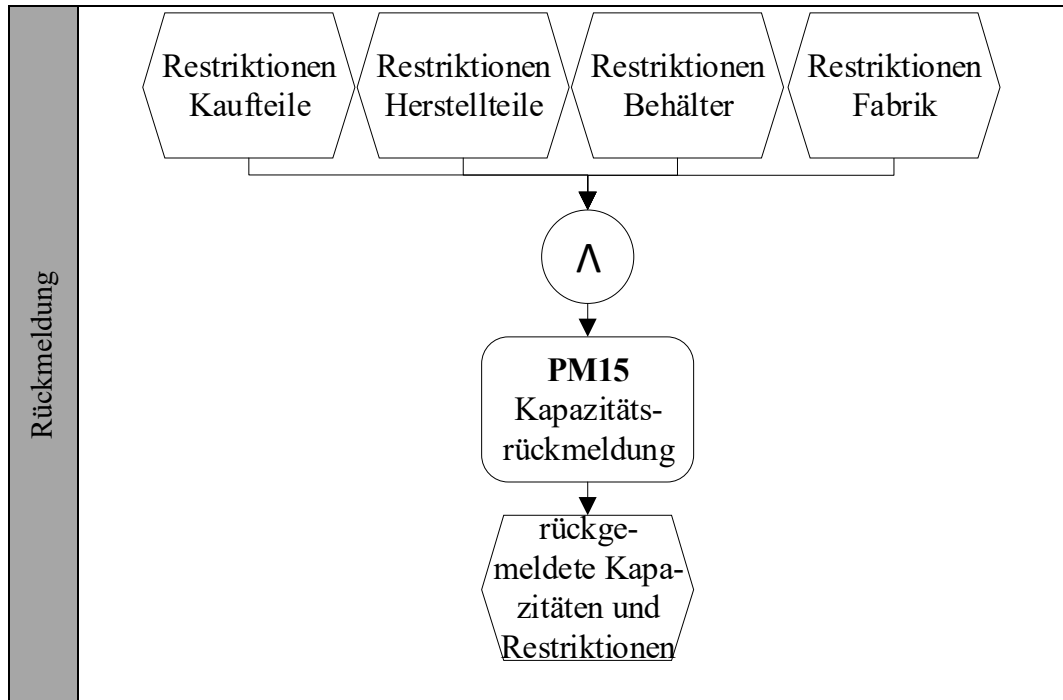 Restriktionen
Kaufteile
Restriktionen
Herstellteile
Restriktionen
Behälter
Restriktionen
Fabrik
Λ
PM15
Kapazitäts-
rückmeldung
rückge-
meldete Kapa-
zitäten und
Restriktionen
Rückmeldung